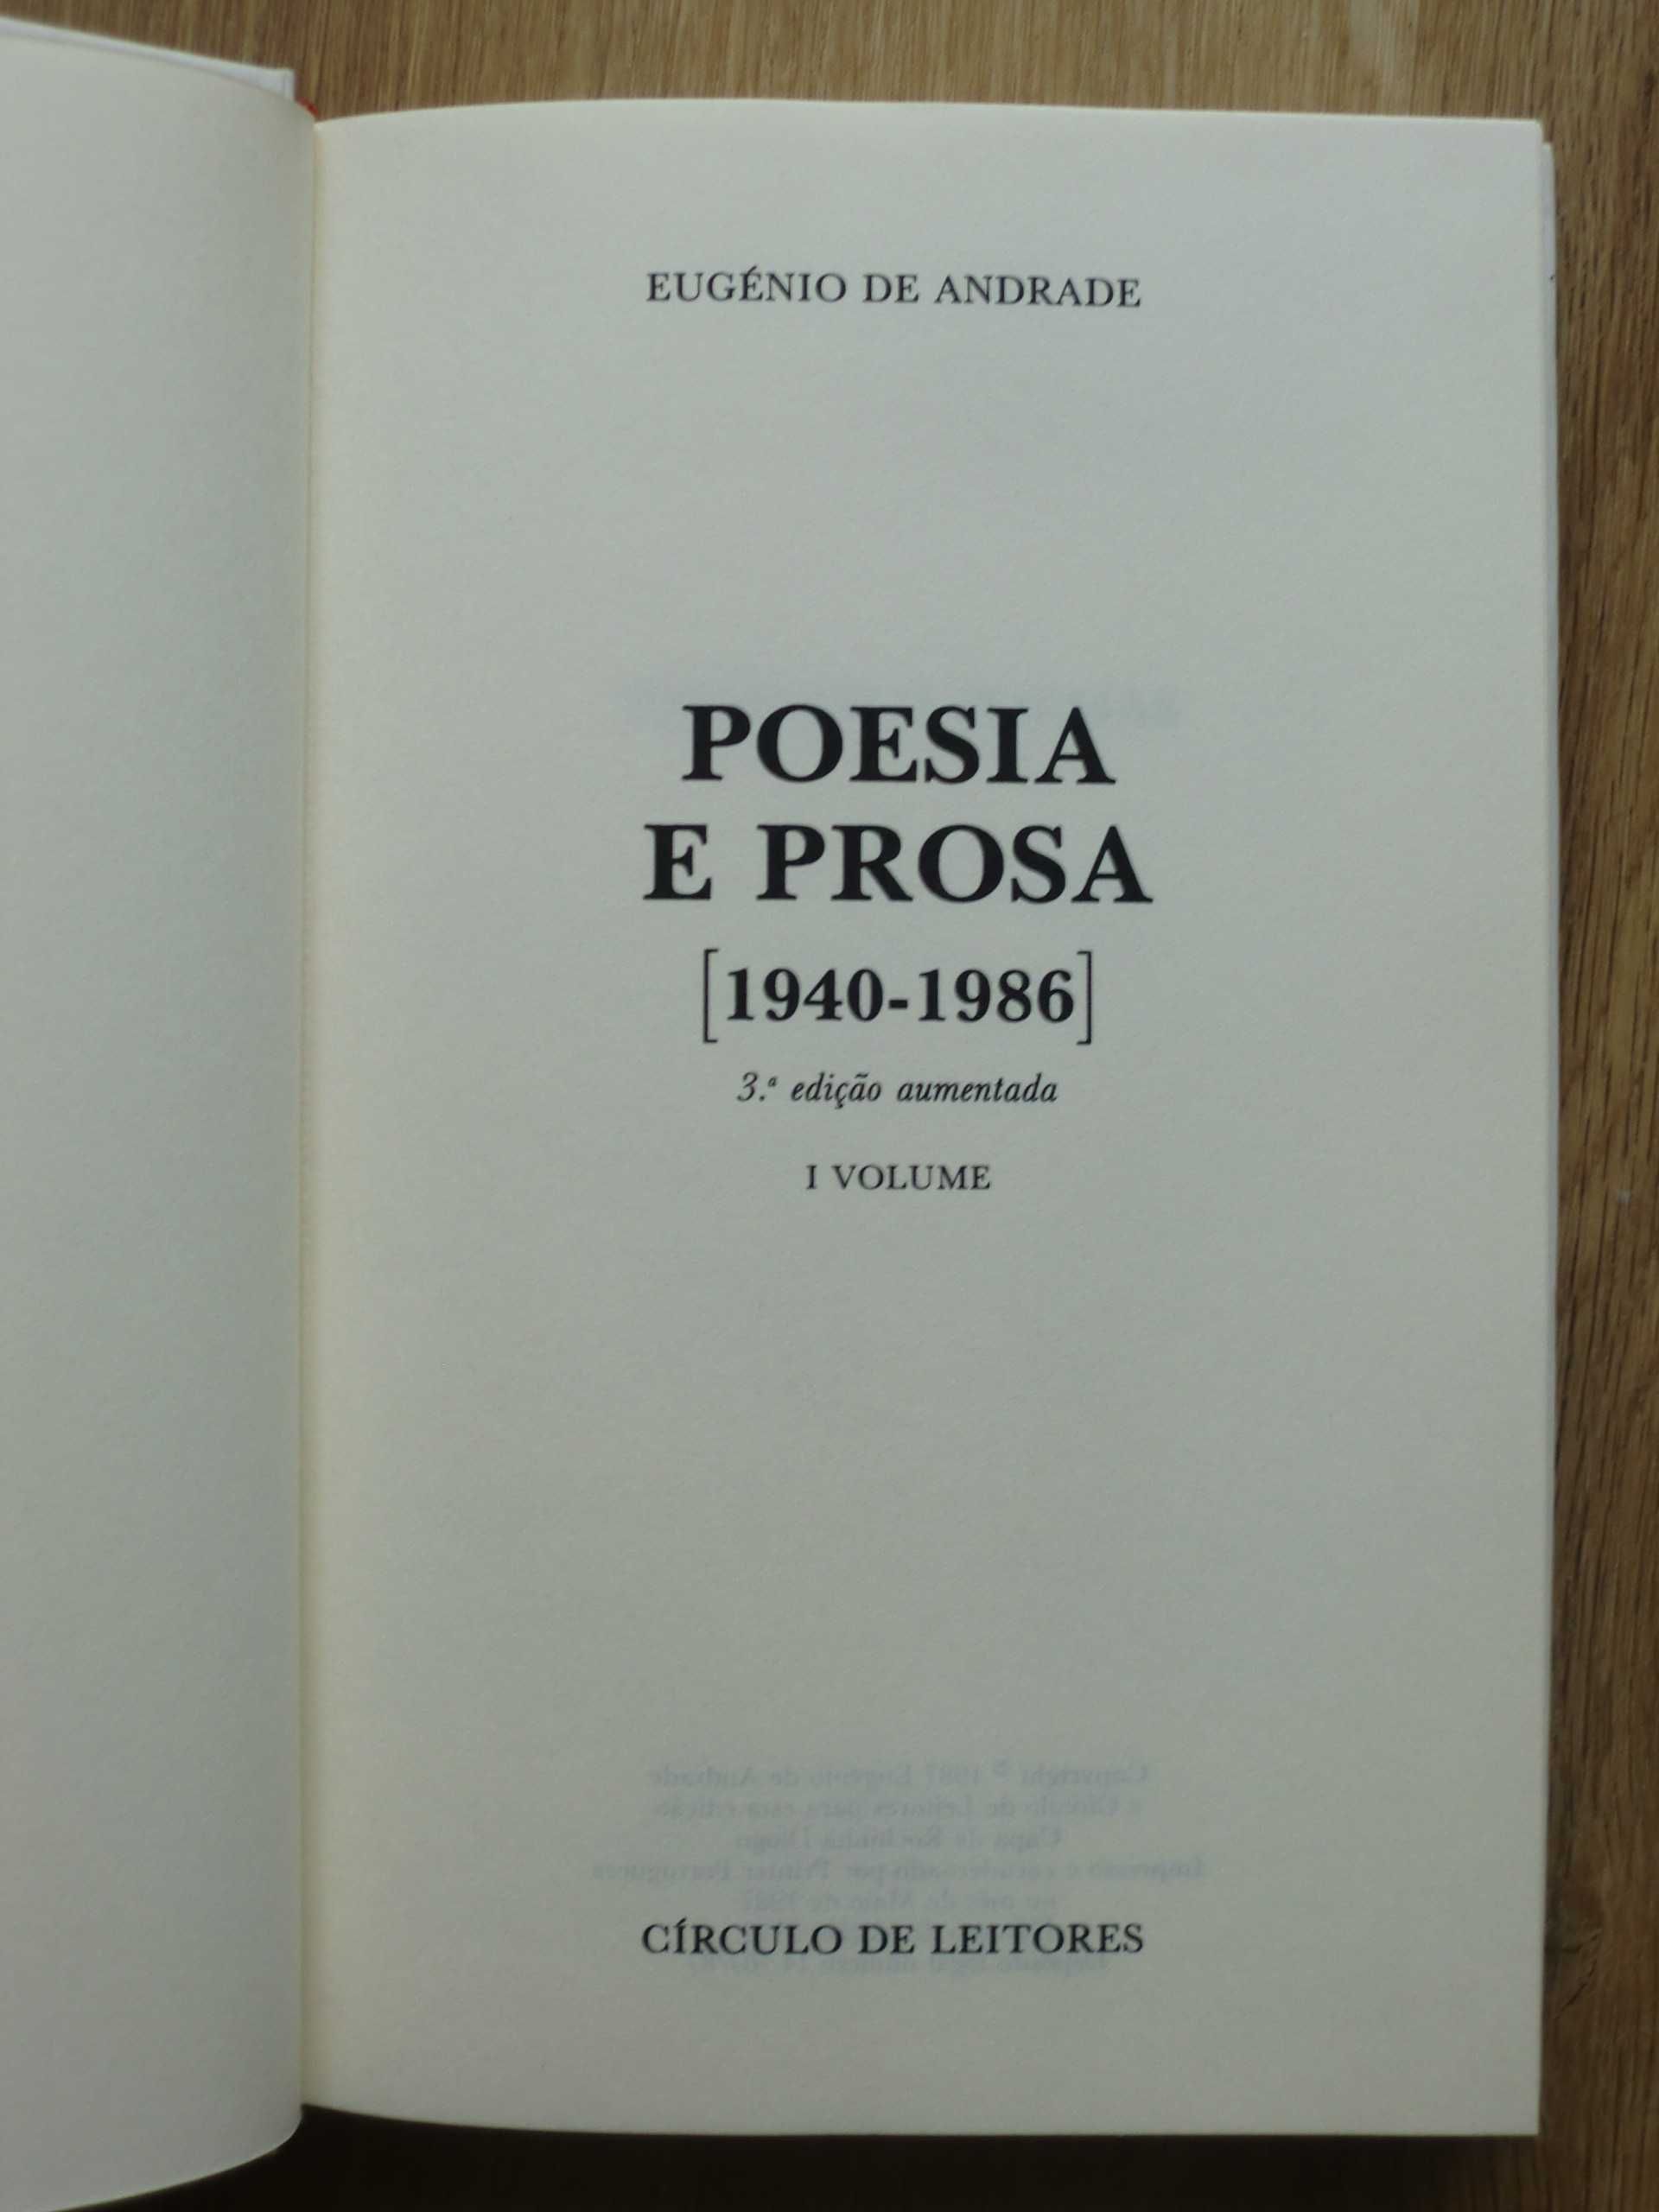 EUGÉNIO DE ANDRADE
POESIA
E PROSA
[1940-1986]
3.ª edição aumentada
I VOLUME
CÍRCULO DE LEITORES